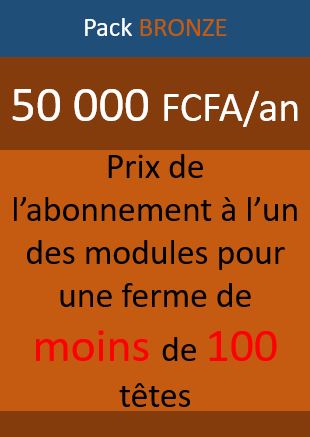 Pack BRONZE
50 000 FCFA/an
Prix de
l’abonnement à l’un
des modules pour
une ferme de
moins de 100
têtes